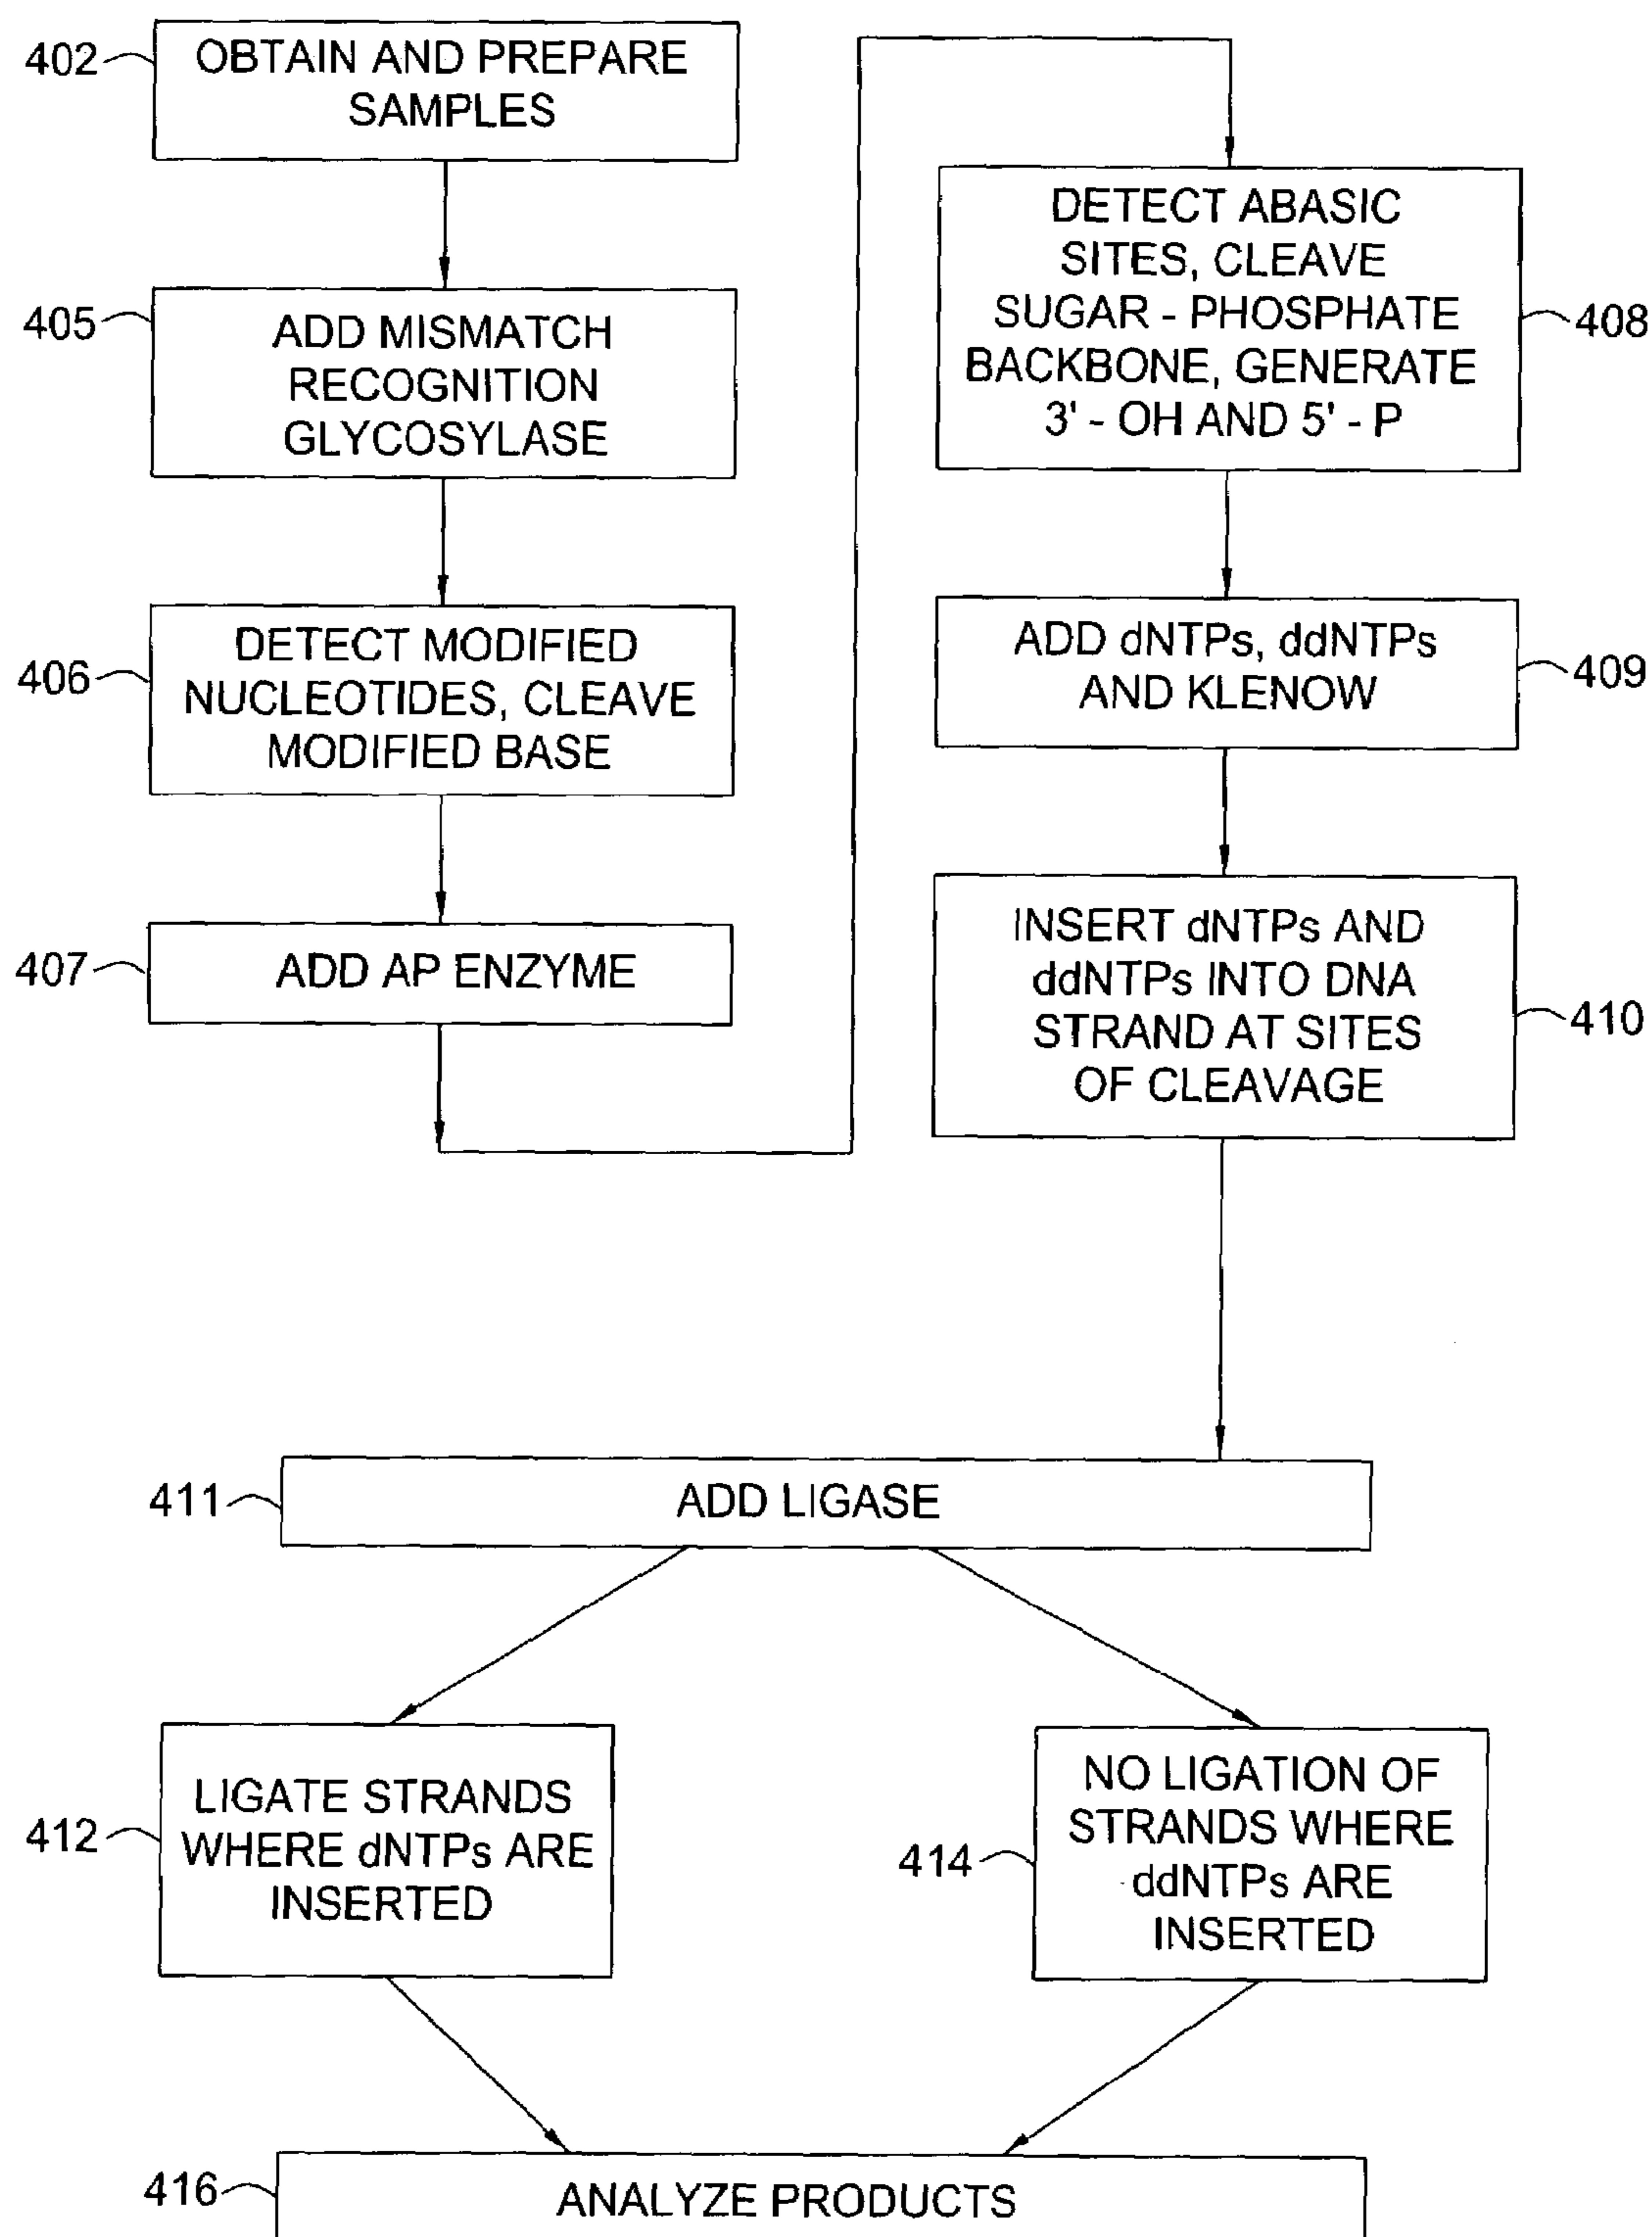 402
OBTAIN AND PREPARE
SAMPLES
405
ADD MISMATCH
RECOGNITION
GLYCOSYLASE
406
DETECT MODIFIED
NUCLEOTIDES, CLEAVE
MODIFIED BASE
407
ADD AP ENZYME
DETECT ABASIC
SITES, CLEAVE
SUGAR - PHOSPHATE
BACKBONE, GENERATE
3' - OH AND 5' - P
408
ADD dNTPs, ddNTPs
AND KLENOW
409
INSERT dNTPs AND
ddNTPs INTO DNA
STRAND AT SITES
OF CLEAVAGE
410
411
ADD LIGASE
412
LIGATE STRANDS
WHERE dNTPs ARE
INSERTED
414
NO LIGATION OF
STRANDS WHERE
ddNTPs ARE
INSERTED
416
ANALYZE PRODUCTS